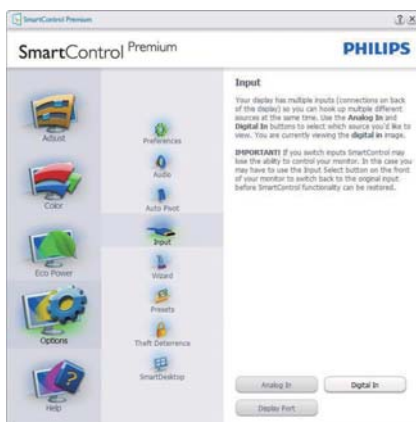 SmartControl Premium
SmartControl Premium
PHILIPS
Adjust
Color
Eco Power
Options
Help
Preferences
Audio
Auto Pivot
Input
Wizard
Presets
Theft Deterrence
SmartDesktop
Input
Your display has multiple inputs (connections on back
of the display) so you can hook up multiple different
sources at the same time. Use the Analog In and
Digital In buttons to select which source you'd like to
view. You are currently viewing the digital in image.
IMPORTANT! If you switch inputs SmartControl may
lose the ability to control your monitor. In the case you
may have to use the Input Select button on the front
of your monitor to switch back to the original input
before SmartControl functionality can be restored.
Analog In
Digital In
Display Port